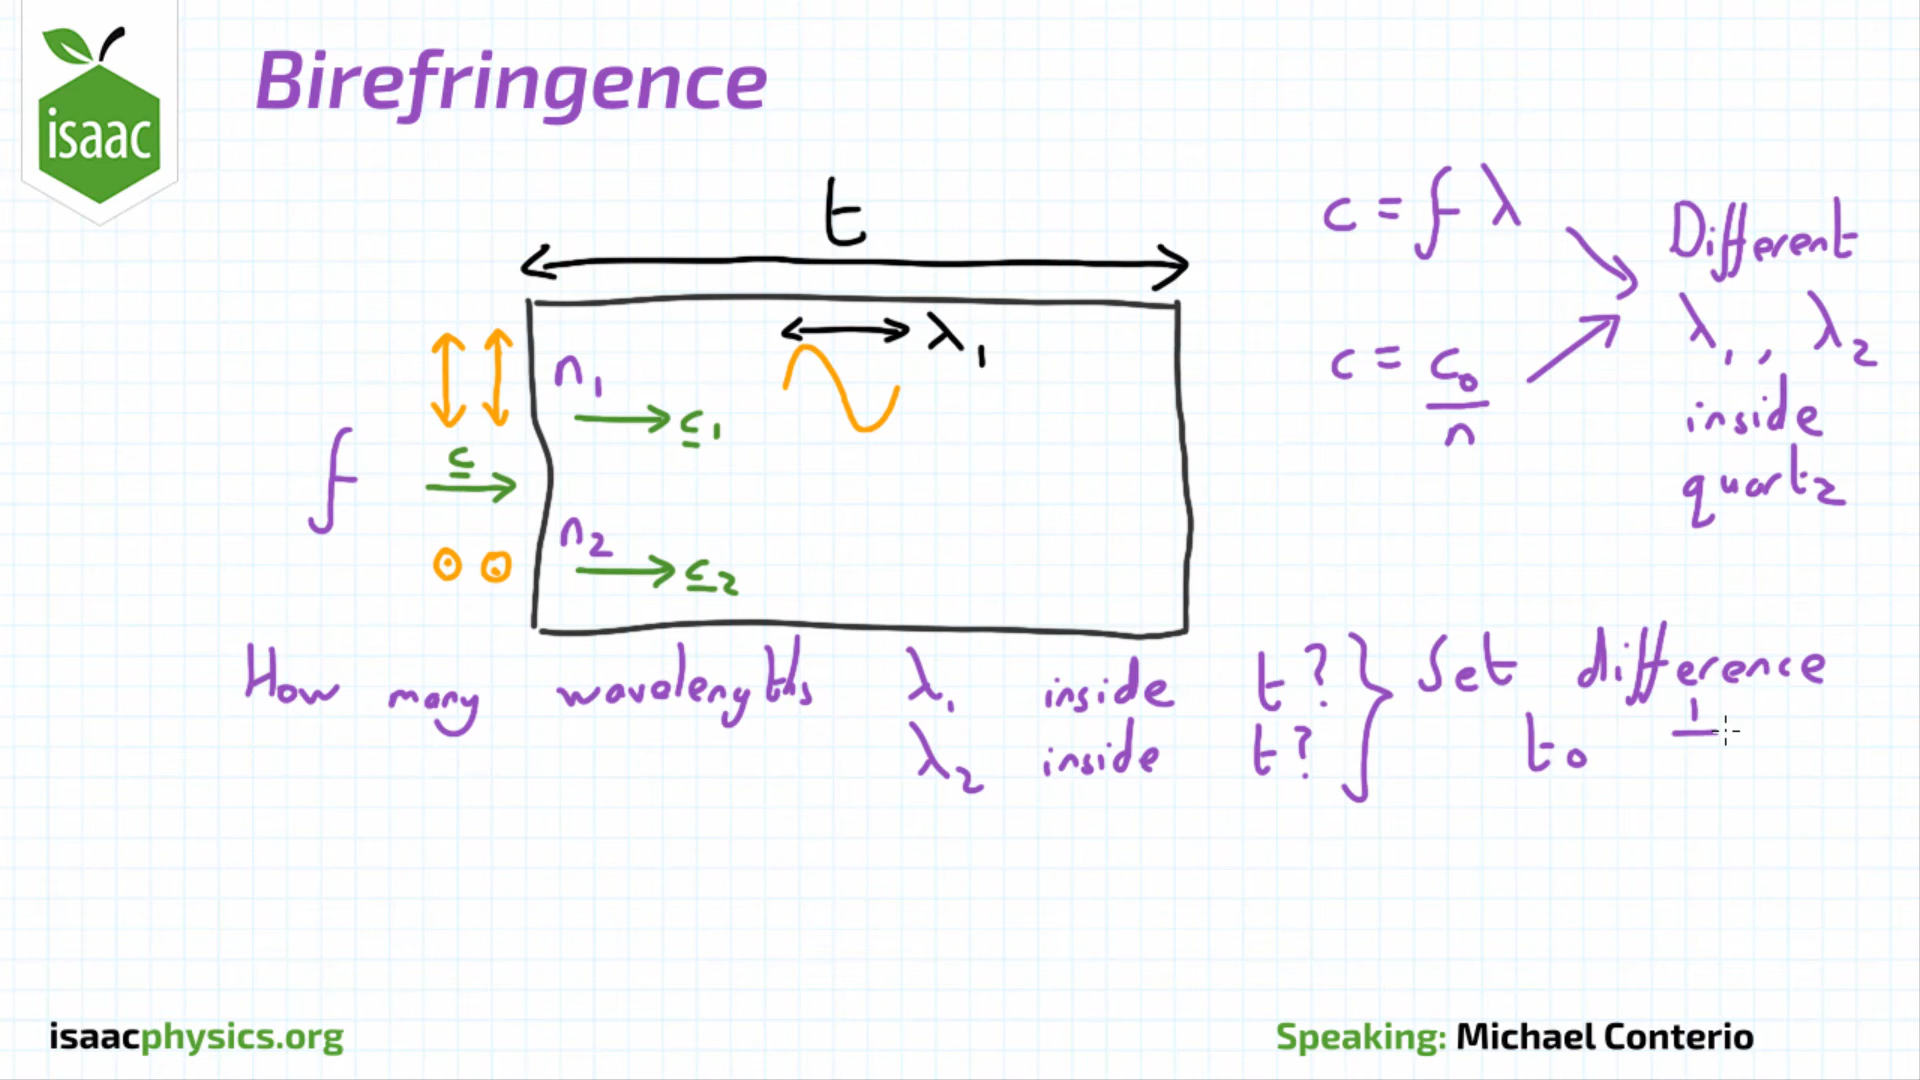 isaac
Birefringence
t
λ₁
n₁
c₁
f
c
n₂
c₂
c = f λ
c = c₀/n
Different
λ₁, λ₂
inside
quartz
How many wavelengths λ₁ inside t?
λ₂ inside t?
Set difference
to 1
isaacphysics.org
Speaking: Michael Conterio